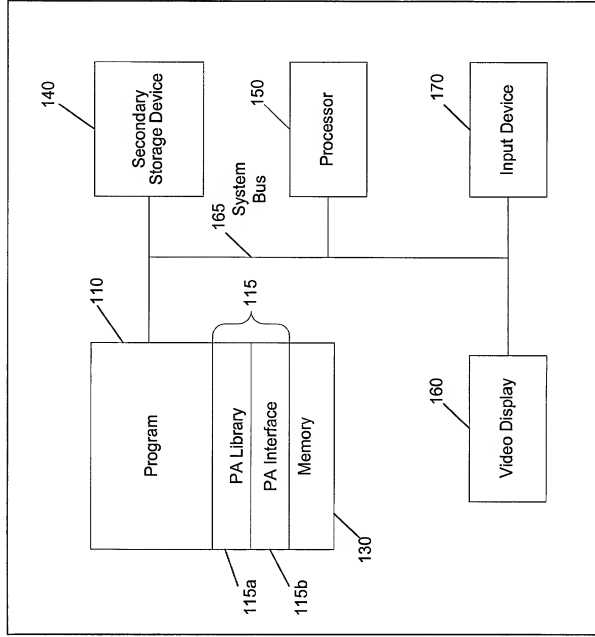 110
140
Program
Secondary
Storage Device
115a
PA Library
115
115b
PA Interface
Memory
130
165
System
Bus
150
Processor
160
Video Display
170
Input Device